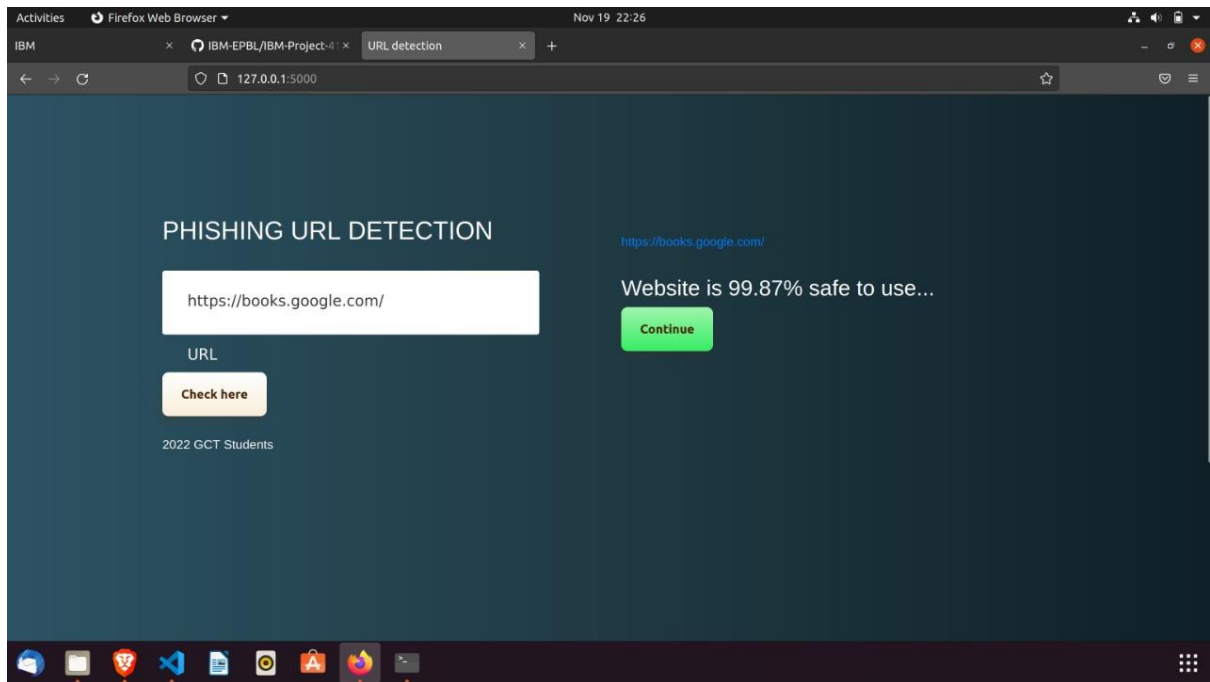 Activities Firefox Web Browser Nov 19 22:26
IBM IBM-EPBL/IBM-Project-41 URL detection
127.0.0.1:5000
PHISHING URL DETECTION
https://books.google.com/
URL
Check here
2022 GCT Students
https://books.google.com/
Website is 99.87% safe to use...
Continue